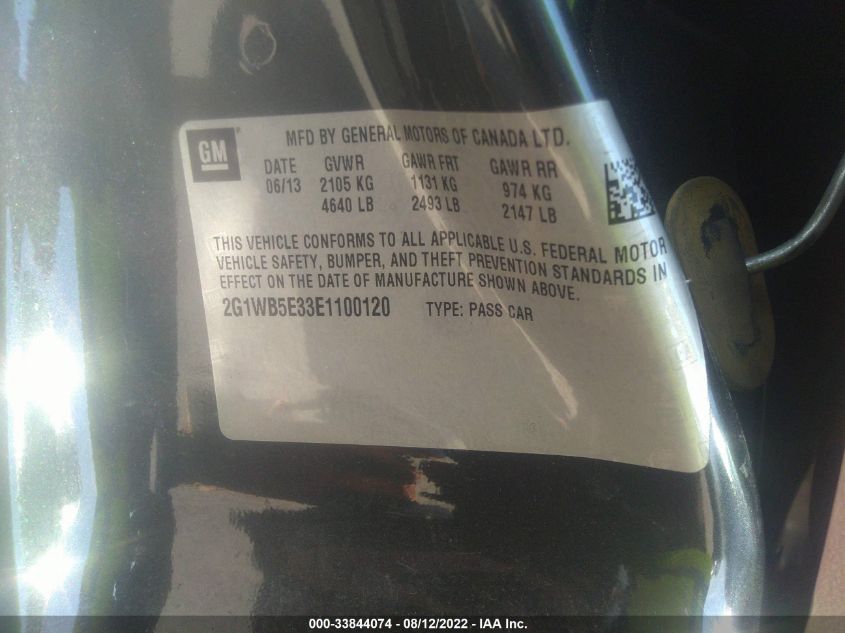 GM
MFD BY GENERAL MOTORS OF CANADA LTD.
DATE GVWR GAWR FRT GAWR RR
06/13 2105 KG 1131 KG 974 KG
4640 LB 2493 LB 2147 LB
THIS VEHICLE CONFORMS TO ALL APPLICABLE U.S. FEDERAL MOTOR
VEHICLE SAFETY, BUMPER, AND THEFT PREVENTION STANDARDS IN
EFFECT ON THE DATE OF MANUFACTURE SHOWN ABOVE.
2G1WB5E33E1100120 TYPE: PASS CAR
000-33844074 - 08/12/2022 - IAA Inc.